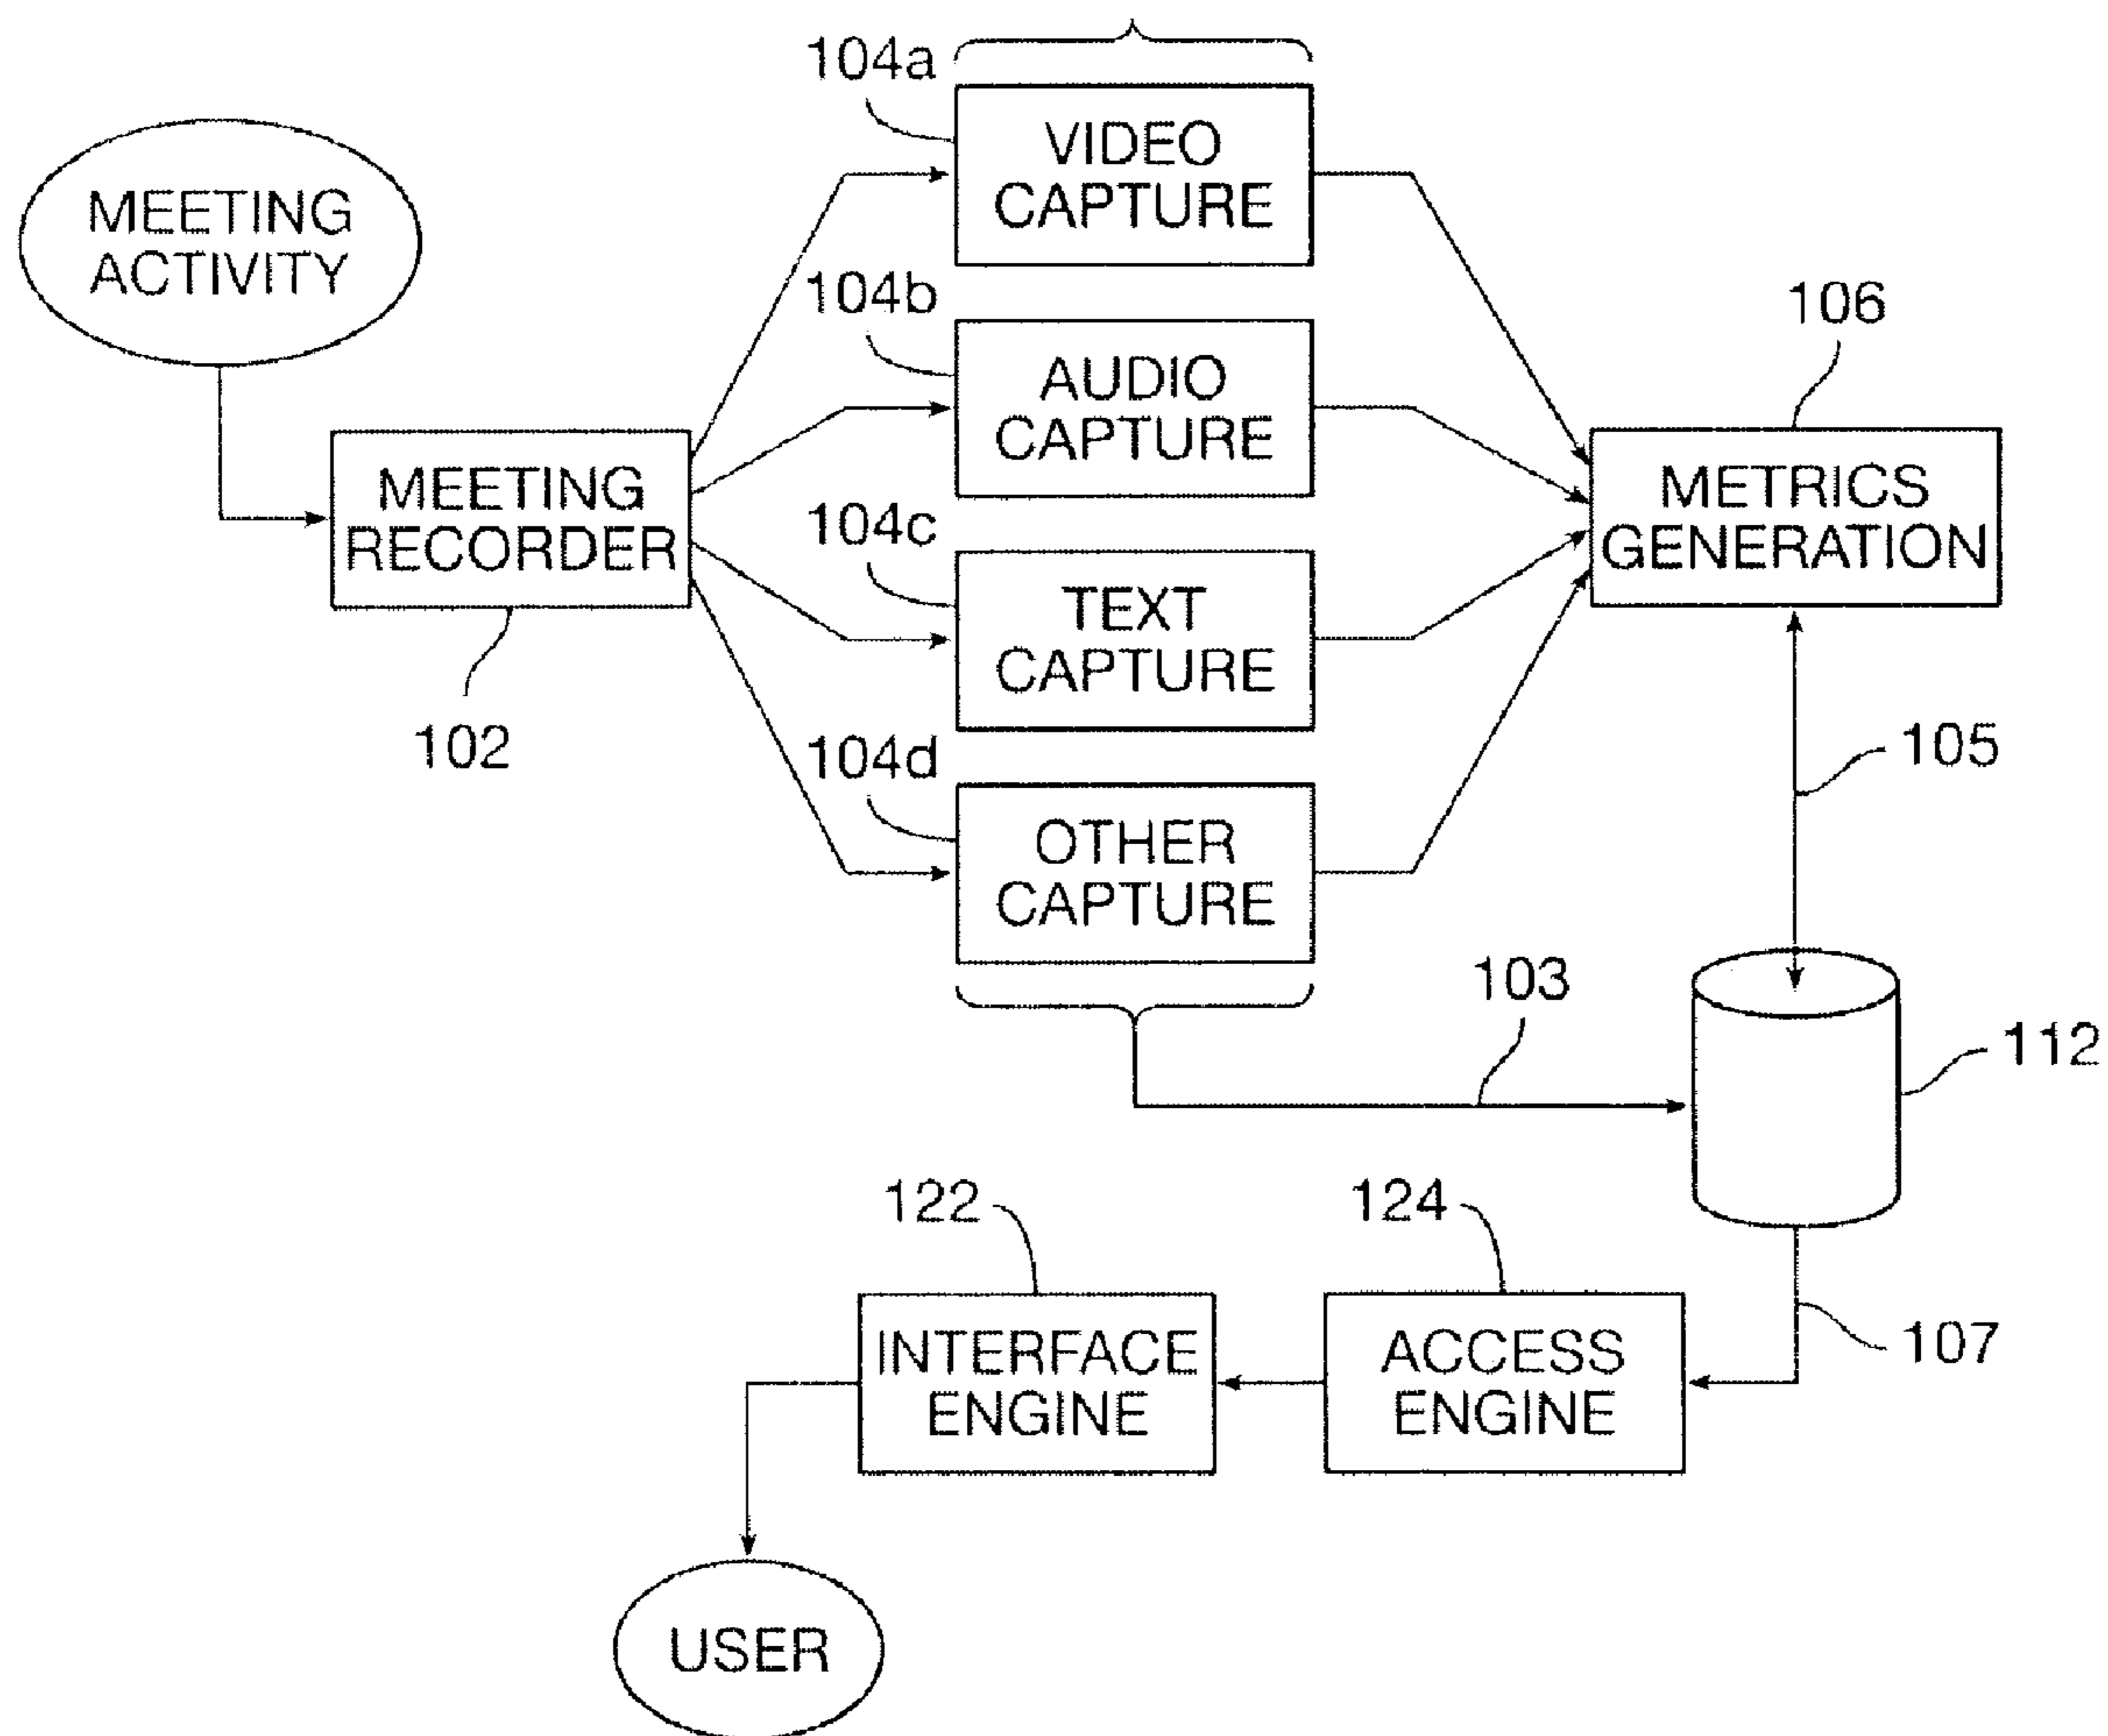 104a
VIDEO
CAPTURE
MEETING
ACTIVITY
104b
AUDIO
CAPTURE
106
METRICS
GENERATION
MEETING
RECORDER
102
104c
TEXT
CAPTURE
105
104d
OTHER
CAPTURE
103
112
122
124
INTERFACE
ENGINE
ACCESS
ENGINE
107
USER